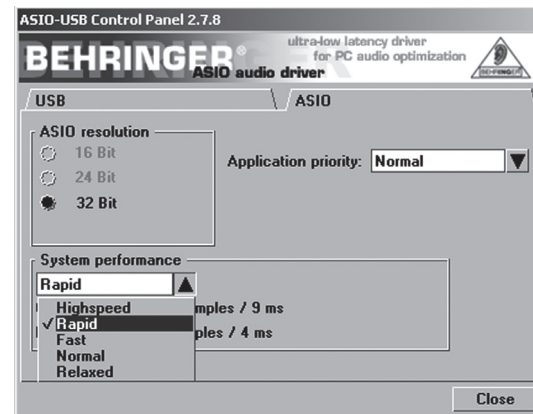 ASIO-USB Control Panel 2.7.8
BEHRINGER®
ultra-low latency driver
for PC audio optimization
ASIO audio driver
BEHRINGER
USB
ASIO
ASIO resolution
16 Bit
24 Bit
32 Bit
Application priority: Normal
System performance
Rapid
Highspeed
Rapid
Fast
Normal
Relaxed
/ 9 ms
/ 4 ms
Close